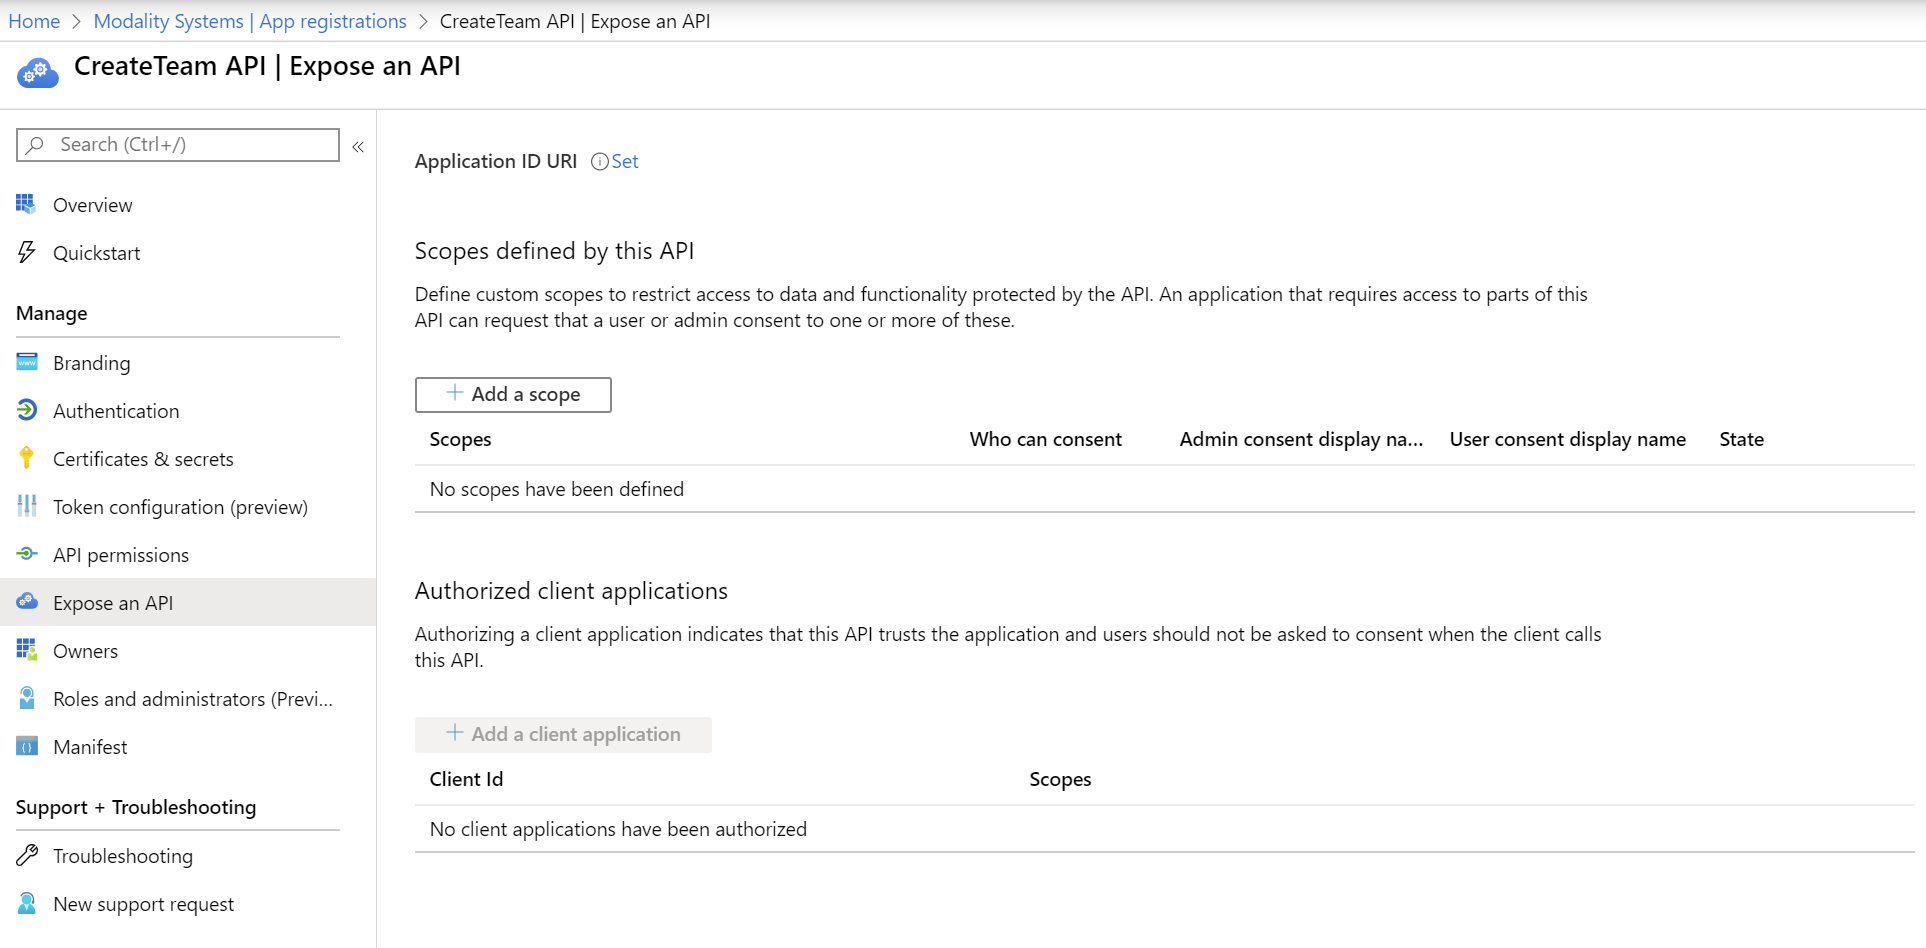 Home > Modality Systems | App registrations > CreateTeam API | Expose an API
CreateTeam API | Expose an API
Search (Ctrl+/)
«
Overview
Quickstart
Manage
Branding
Authentication
Certificates & secrets
Token configuration (preview)
API permissions
Expose an API
Owners
Roles and administrators (Previ...
Manifest
Support + Troubleshooting
Troubleshooting
New support request
Application ID URI Set
Scopes defined by this API
Define custom scopes to restrict access to data and functionality protected by the API. An application that requires access to parts of this
API can request that a user or admin consent to one or more of these.
+ Add a scope
Scopes Who can consent Admin consent display na... User consent display name State
No scopes have been defined
Authorized client applications
Authorizing a client application indicates that this API trusts the application and users should not be asked to consent when the client calls
this API.
+ Add a client application
Client Id Scopes
No client applications have been authorized